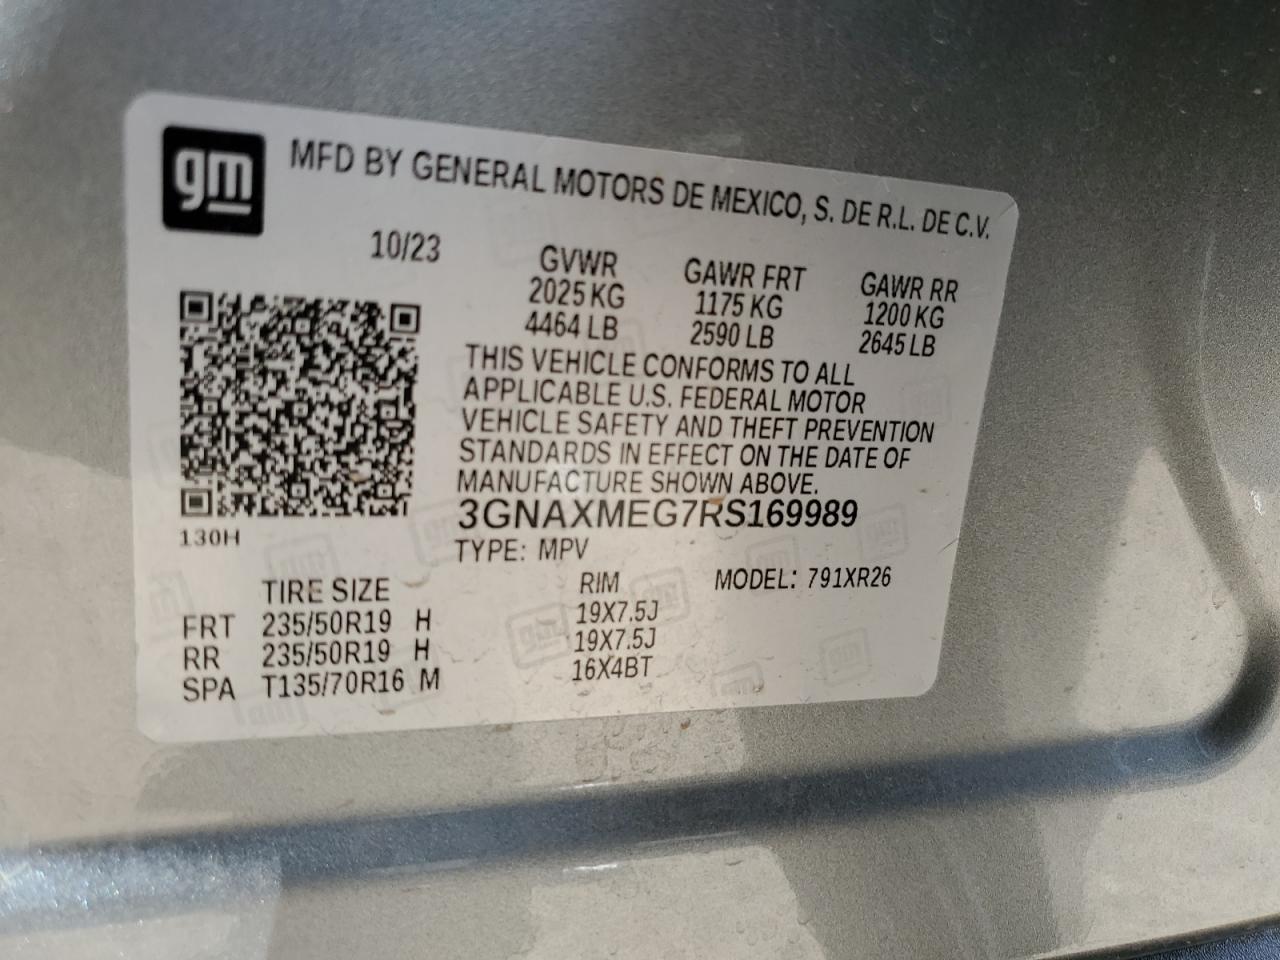 gm MFD BY GENERAL MOTORS DE MEXICO, S. DE R.L. DE C.V.
10/23 GVWR GAWR FRT GAWR RR
2025 KG 1175 KG 1200 KG
4464 LB 2590 LB 2645 LB
THIS VEHICLE CONFORMS TO ALL
APPLICABLE U.S. FEDERAL MOTOR
VEHICLE SAFETY AND THEFT PREVENTION
STANDARDS IN EFFECT ON THE DATE OF
MANUFACTURE SHOWN ABOVE.
3GNAXMEG7RS169989
130H
TYPE: MPV
TIRE SIZE RIM MODEL: 791XR26
FRT 235/50R19 H 19X7.5J
RR 235/50R19 H 19X7.5J
SPA T135/70R16 M 16X4BT